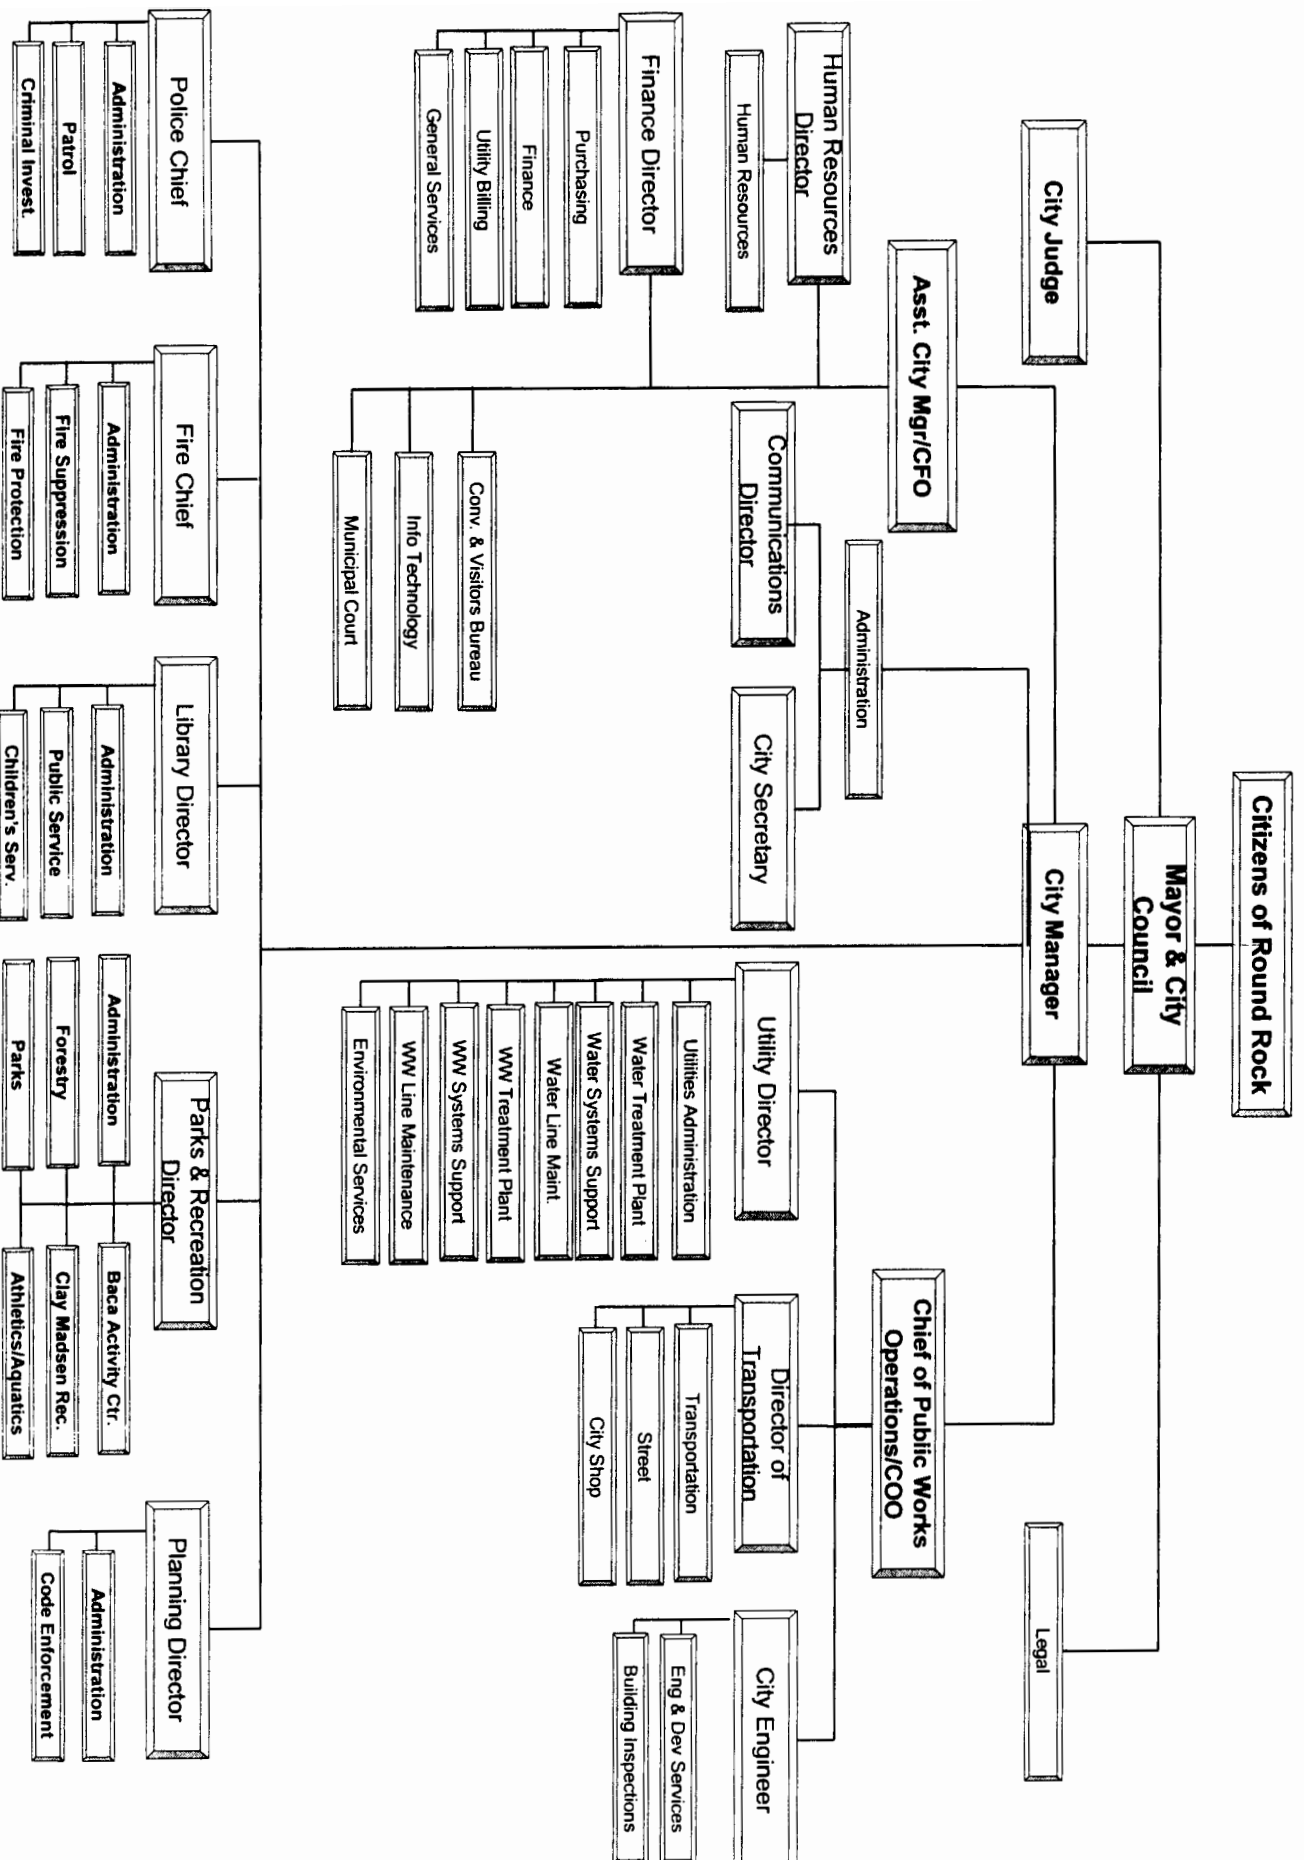 Citizens of Round Rock
Mayor & City
Council
City Judge
City Manager
Legal
Asst. City Mgr/CFO
Administration
Chief of Public Works
Operations/COO
Human Resources
Director
Human Resources
Communications
Director
City Secretary
Utility Director
Utilities Administration
Water Treatment Plant
Water Systems Support
Water Line Maint.
WW Treatment Plant
WW Systems Support
WW Line Maintenance
Environmental Services
Director of
Transportation
Transportation
Street
City Shop
City Engineer
Eng & Dev Services
Building Inspections
Finance Director
Purchasing
Finance
Utility Billing
General Services
Conv. & Visitors Bureau
Info Technology
Municipal Court
Police Chief
Administration
Patrol
Criminal Invest.
Fire Chief
Administration
Fire Suppression
Fire Protection
Library Director
Administration
Public Service
Children's Serv.
Parks & Recreation
Director
Administration
Forestry
Parks
Baca Activity Ctr.
Clay Madsen Rec.
Athletics/Aquatics
Planning Director
Administration
Code Enforcement